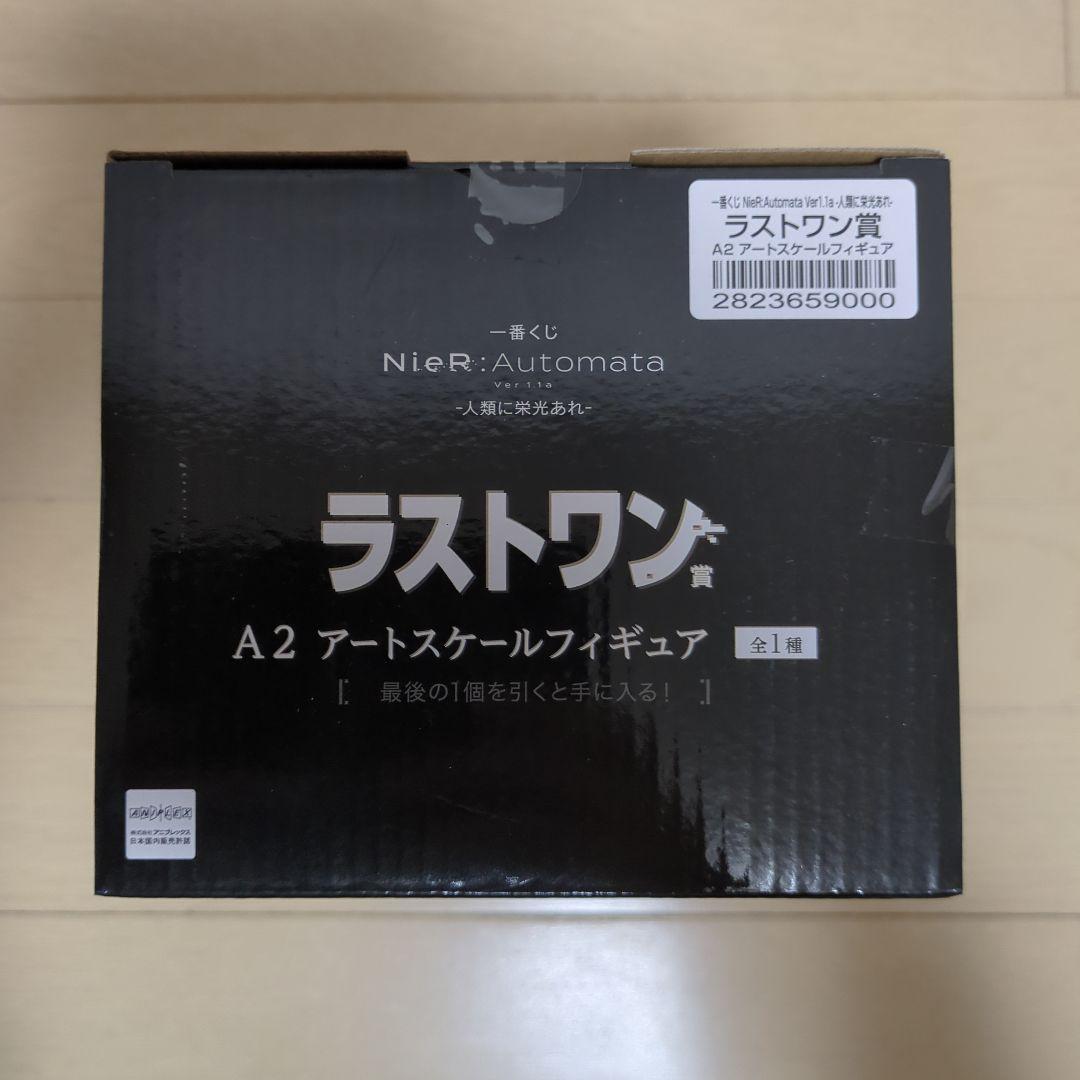 一番くじ NieR:Automata Ver1.1a -人類に栄光あれ-
ラストワン賞
A2 アートスケールフィギュア
2823659000
一番くじ
NieR:Automata
Ver 1.1a
-人類に栄光あれ-
ラストワン賞
A2 アートスケールフィギュア 全1種
[ 最後の1個を引くと手に入る! ]
ANIPLEX
株式会社アニプレックス
日本国内販売許諾